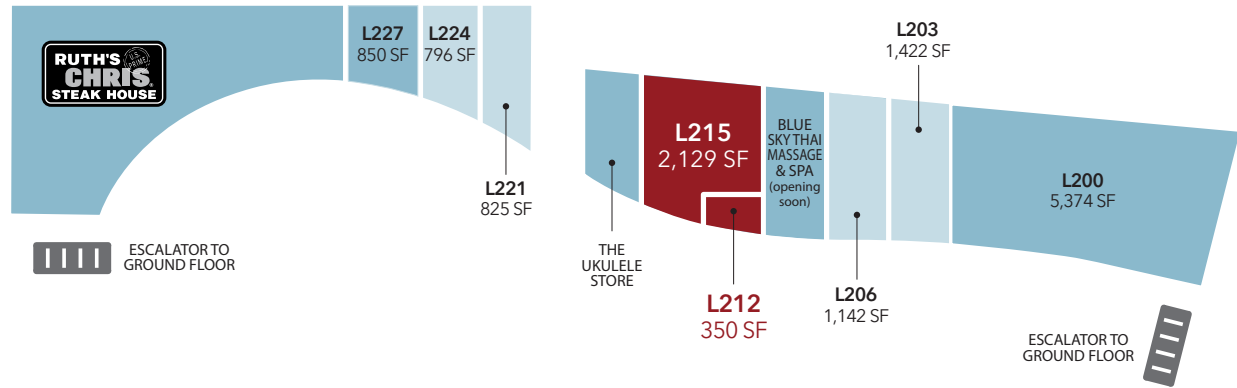 RUTH'S
U.S.
PRIME
CHRIS
STEAK HOUSE
L227
850 SF
L224
796 SF
L221
825 SF
ESCALATOR TO
GROUND FLOOR
THE
UKULELE
STORE
L215
2,129 SF
L212
350 SF
BLUE
SKY THAI
MASSAGE
& SPA
(opening
soon)
L206
1,142 SF
L203
1,422 SF
L200
5,374 SF
ESCALATOR TO
GROUND FLOOR